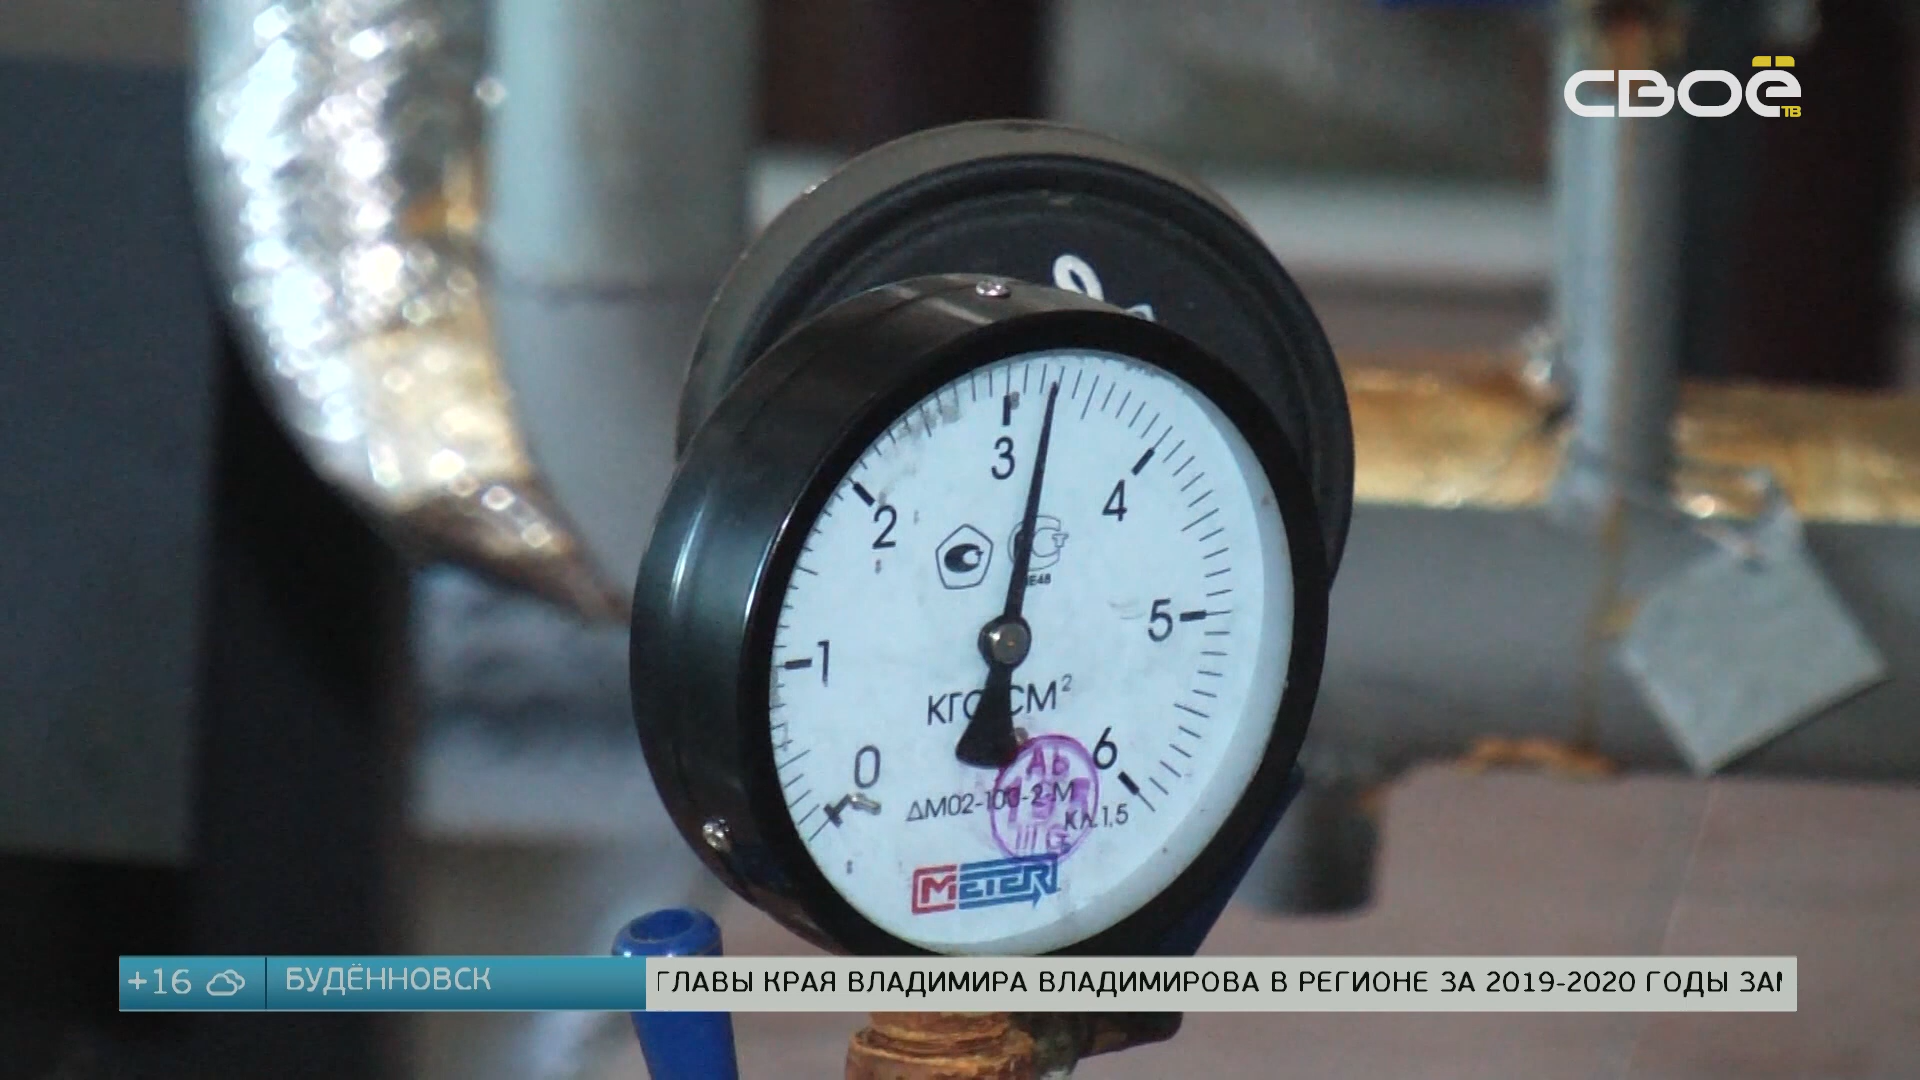 СВОЁ
ТВ
0
1
2
3
4
5
6
КГС/СМ²
ДМ02-100-2-М
Кл.1,5
МЕТЕR
+16
БУДЁННОВСК
ГЛАВЫ КРАЯ ВЛАДИМИРА ВЛАДИМИРОВА В РЕГИОНЕ ЗА 2019-2020 ГОДЫ ЗА